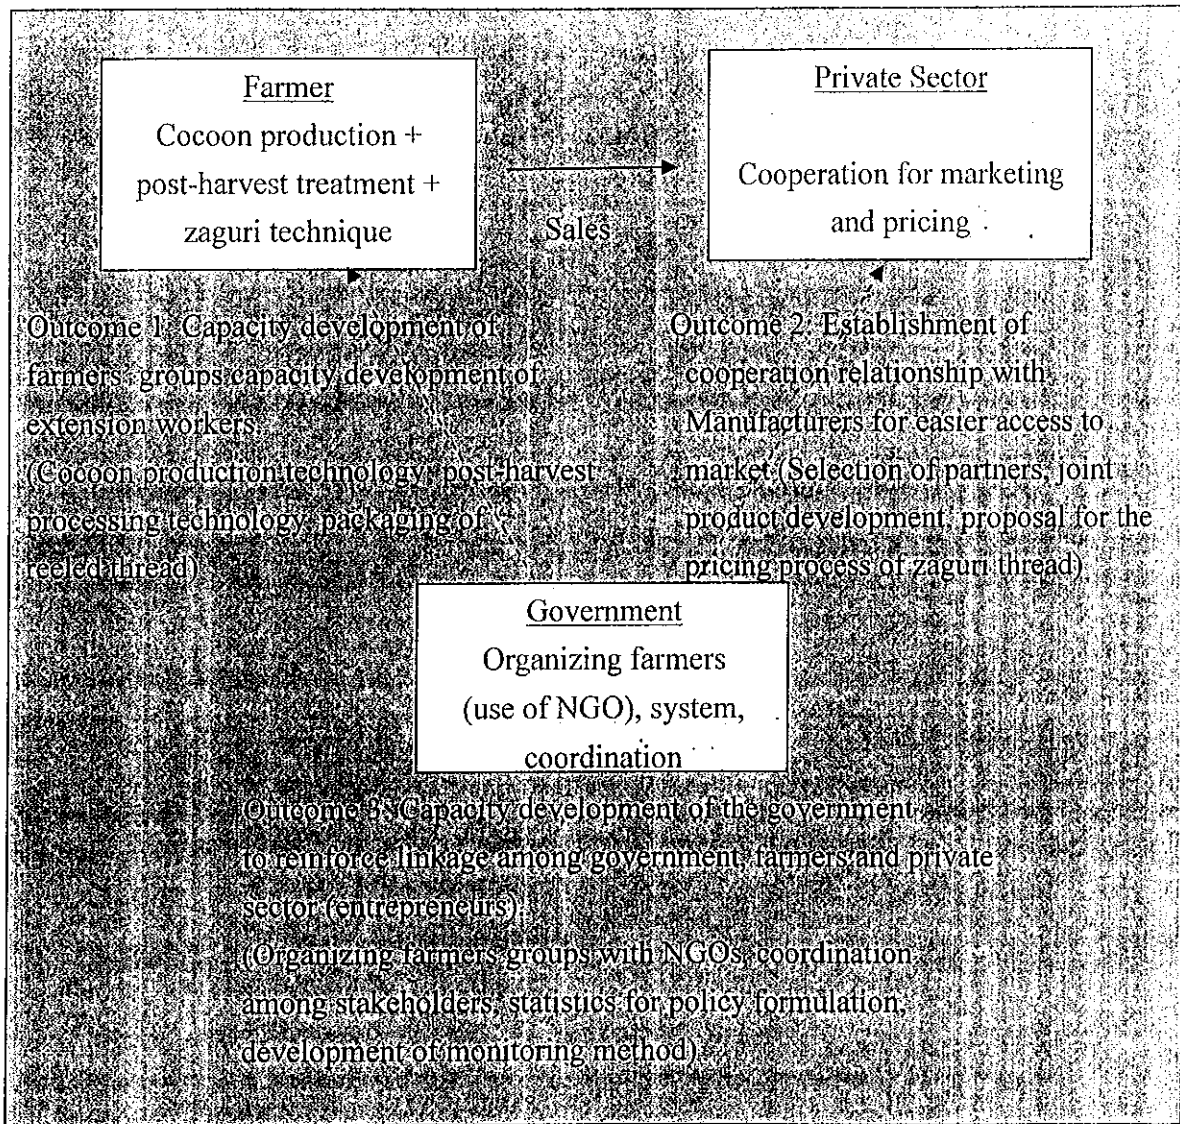 Farmer
Cocoon production +
post-harvest treatment +
zaguri technique
Sales
Private Sector
Cooperation for marketing
and pricing
Outcome 1: Capacity development of
farmers' groups capacity development of
extension workers
(Cocoon production technology, post-harvest
processing technology, packaging of
reeled thread)
Outcome 2: Establishment of
cooperation relationship with
Manufacturers for easier access to
market (Selection of partners, joint
product development, proposal for the
pricing process of zaguri thread)
Government
Organizing farmers
(use of NGO), system,
coordination
Outcome 3: Capacity development of the government
to reinforce linkage among government, farmers and private
sector (entrepreneurs)
(Organizing farmers groups with NGOs, coordination
among stakeholders, statistics for policy formulation,
development of monitoring method)